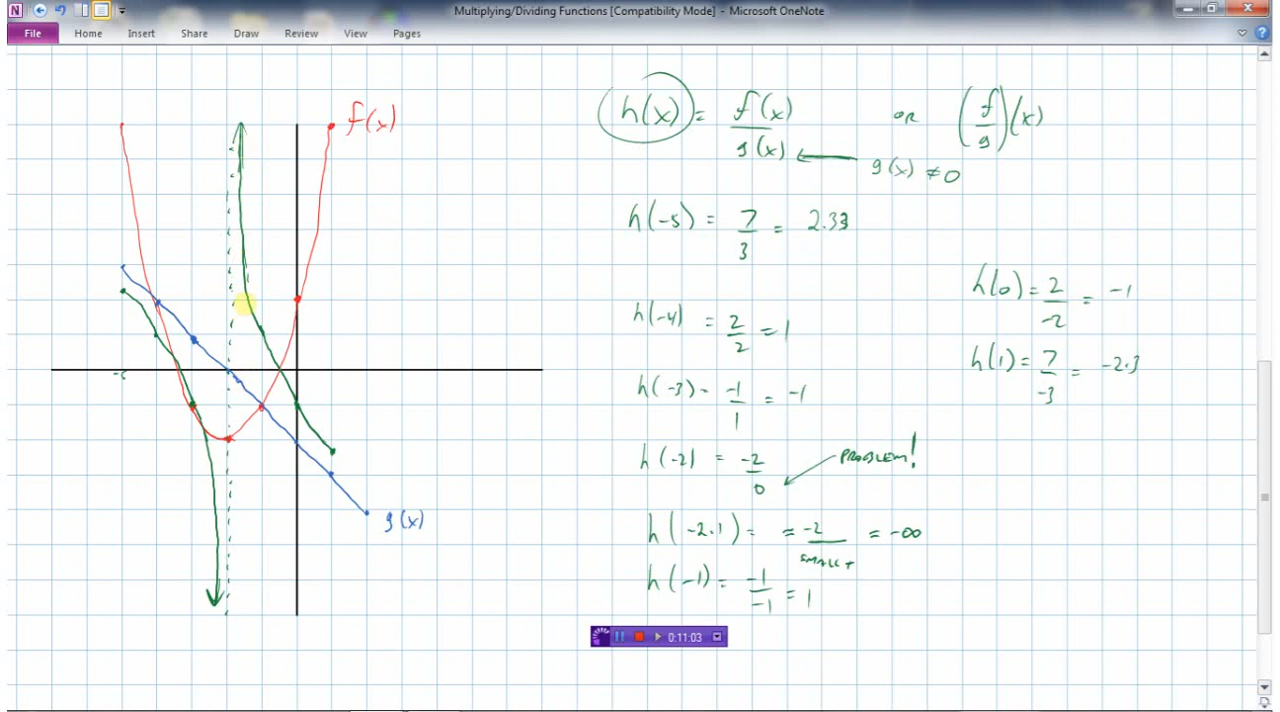 Multiplying/Dividing Functions [Compatibility Mode] - Microsoft OneNote
File Home Insert Share Draw Review View Pages
f(x)
-5
g(x)
h(x) = f(x)/g(x) OR (f/g)(x)
g(x) ≠ 0
h(-5) = 7/3 = 2.33
h(-4) = 2/2 = 1
h(-3) = -1/1 = -1
h(-2) = -2/0 PROBLEM!
h(-2.1) = ≈ -2/SMALL+ = -∞
h(-1) = -1/-1 = 1
h(0) = 2/-2 = -1
h(1) = 7/-3 = -2.3
0:11:03